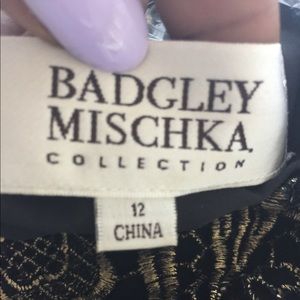 BADGLEY
MISCHKA.
COLLECTION
12
CHINA